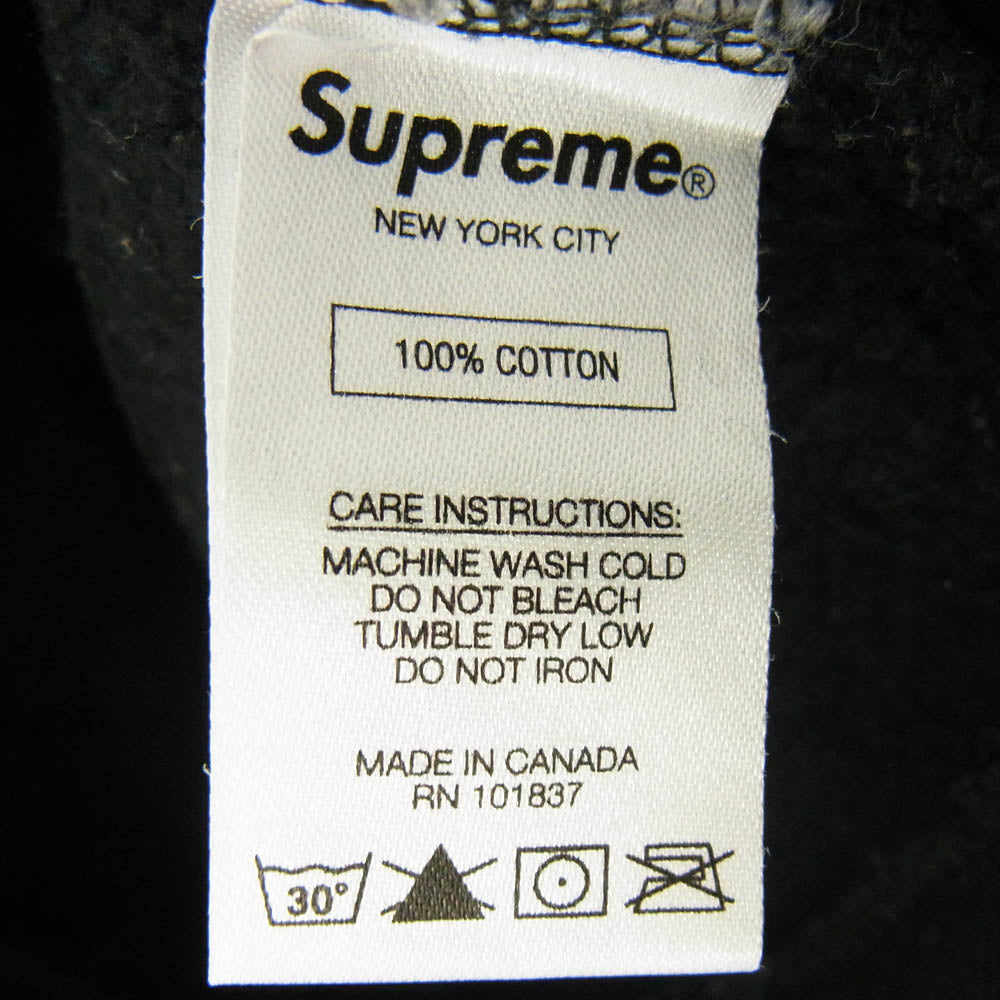 Supreme®
NEW YORK CITY
100% COTTON
CARE INSTRUCTIONS:
MACHINE WASH COLD
DO NOT BLEACH
TUMBLE DRY LOW
DO NOT IRON
MADE IN CANADA
RN 101837
30°